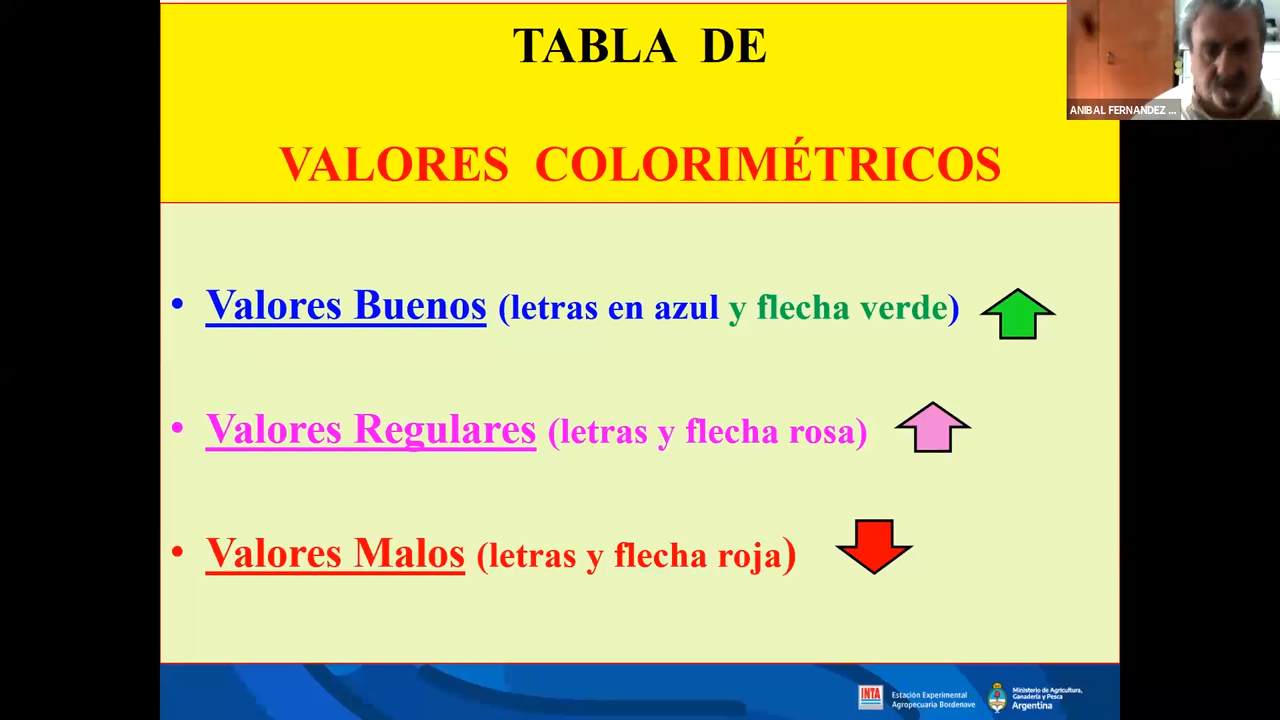 TABLA DE
VALORES COLORIMÉTRICOS
ANIBAL FERNANDEZ ...
• Valores Buenos (letras en azul y flecha verde)
• Valores Regulares (letras y flecha rosa)
• Valores Malos (letras y flecha roja)
INTA
Estación Experimental
Agropecuaria Bordenave
Ministerio de Agricultura,
Ganadería y Pesca
Argentina